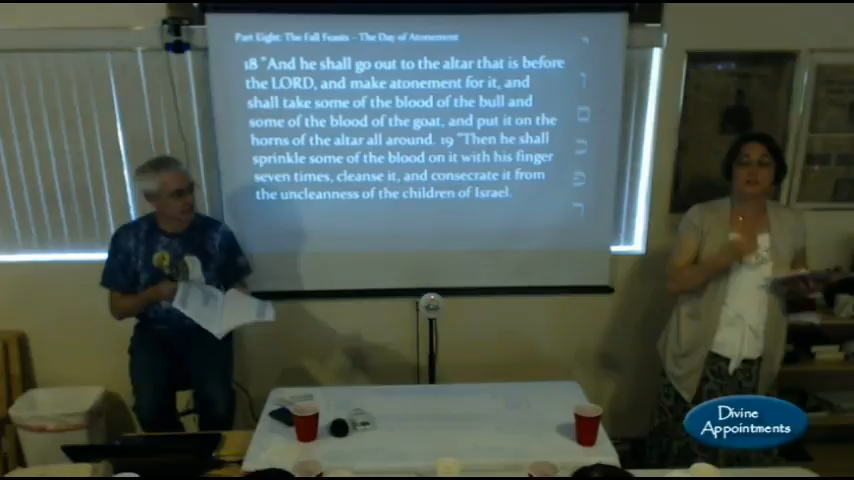 Part Eight: The Fall Feasts – The Day of Atonement
18 "And he shall go out to the altar that is before
the LORD, and make atonement for it, and
shall take some of the blood of the bull and
some of the blood of the goat, and put it on the
horns of the altar all around. 19 "Then he shall
sprinkle some of the blood on it with his finger
seven times, cleanse it, and consecrate it from
the uncleanness of the children of Israel.
Divine
Appointments